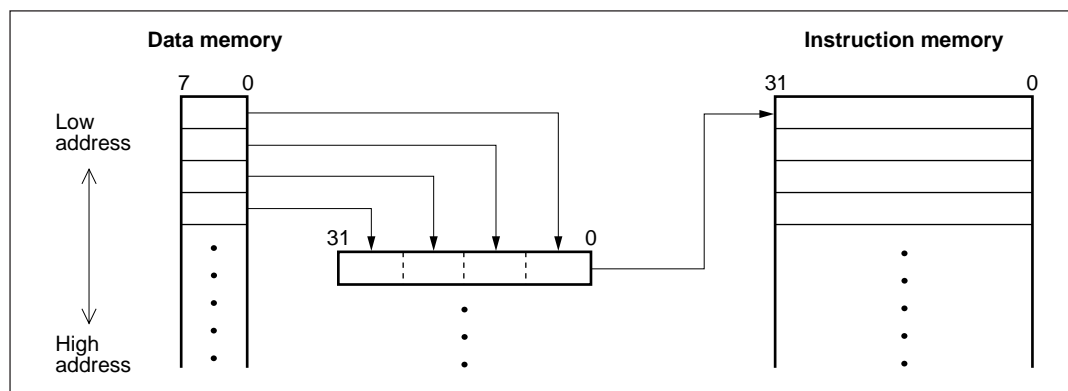 Data memory
Instruction memory
7 0
31 0
Low
address
31 0
High
address